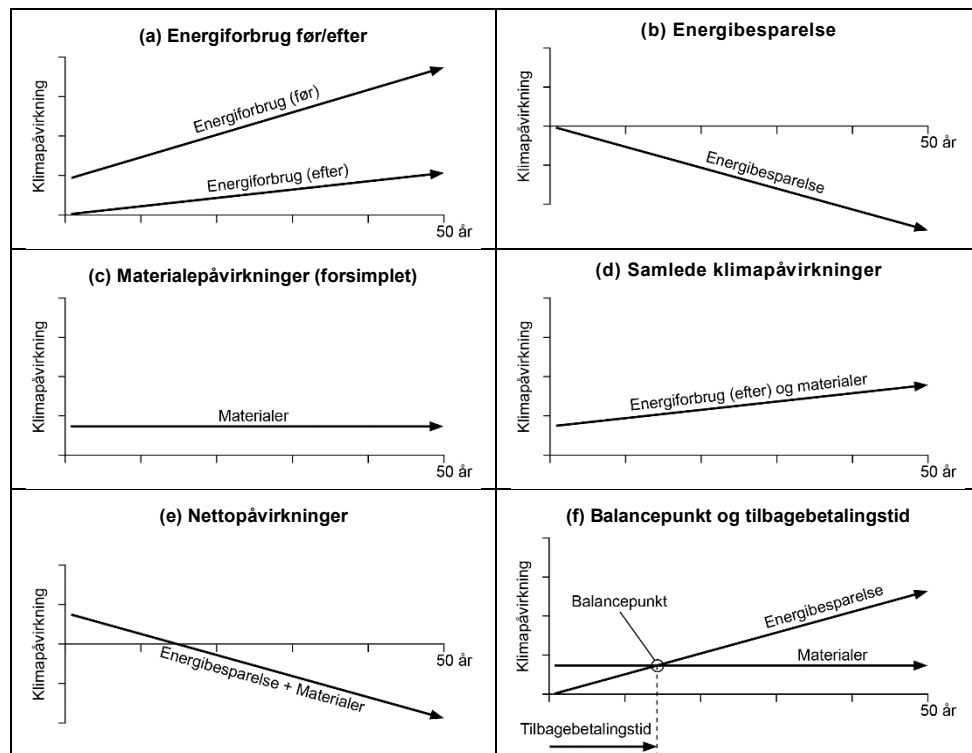 (a) Energiforbrug før/efter
Klimapåvirkning
Energiforbrug (før)
Energiforbrug (efter)
50 år
(b) Energibesparelse
Klimapåvirkning
50 år
Energibesparelse
(c) Materialepåvirkninger (forsimplet)
Klimapåvirkning
Materialer
50 år
(d) Samlede klimapåvirkninger
Klimapåvirkning
Energiforbrug (efter) og materialer
50 år
(e) Nettopåvirkninger
Klimapåvirkning
50 år
Energibesparelse + Materialer
(f) Balancepunkt og tilbagebetalingstid
Klimapåvirkning
Balancepunkt
Energibesparelse
Materialer
50 år
Tilbagebetalingstid